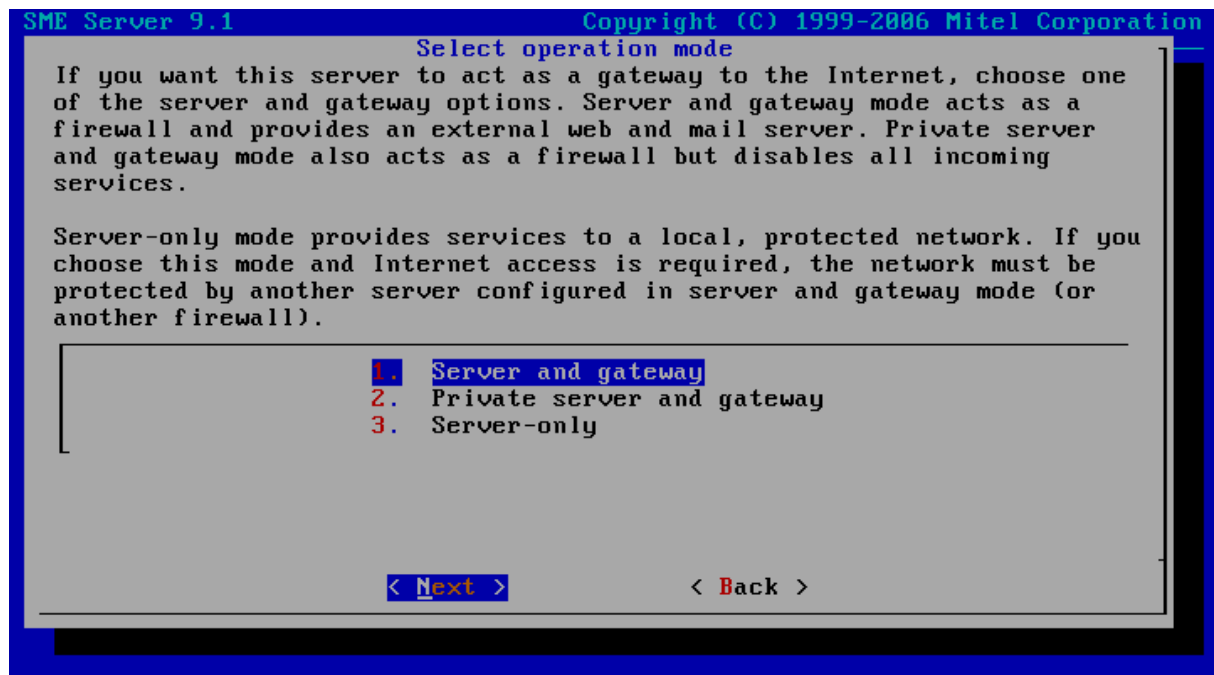 SME Server 9.1 Copyright (C) 1999-2006 Mitel Corporation
Select operation mode
If you want this server to act as a gateway to the Internet, choose one
of the server and gateway options. Server and gateway mode acts as a
firewall and provides an external web and mail server. Private server
and gateway mode also acts as a firewall but disables all incoming
services.
Server-only mode provides services to a local, protected network. If you
choose this mode and Internet access is required, the network must be
protected by another server configured in server and gateway mode (or
another firewall).
1. Server and gateway
2. Private server and gateway
3. Server-only
< Next > < Back >